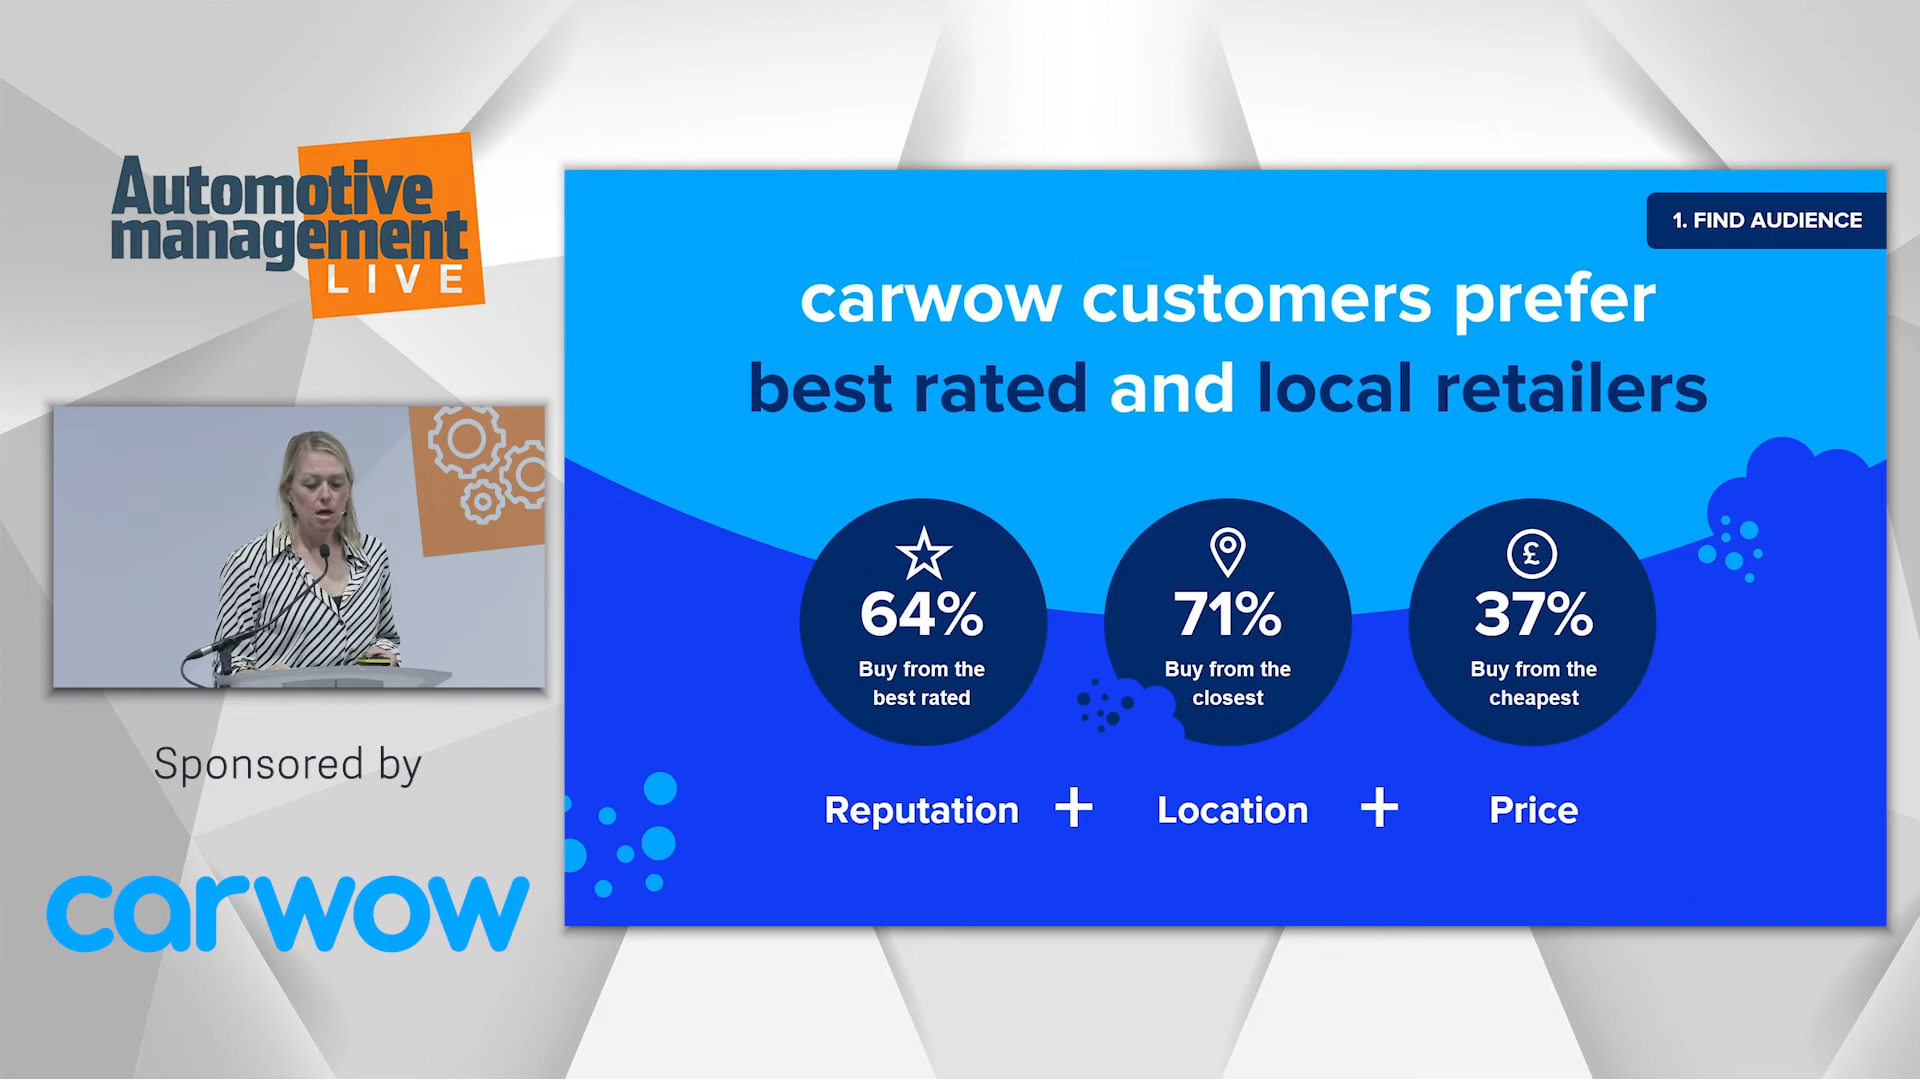 Automotive
management
LIVE
Sponsored by
carwow
1. FIND AUDIENCE
carwow customers prefer
best rated and local retailers
64%
Buy from the
best rated
71%
Buy from the
closest
£
37%
Buy from the
cheapest
Reputation + Location + Price